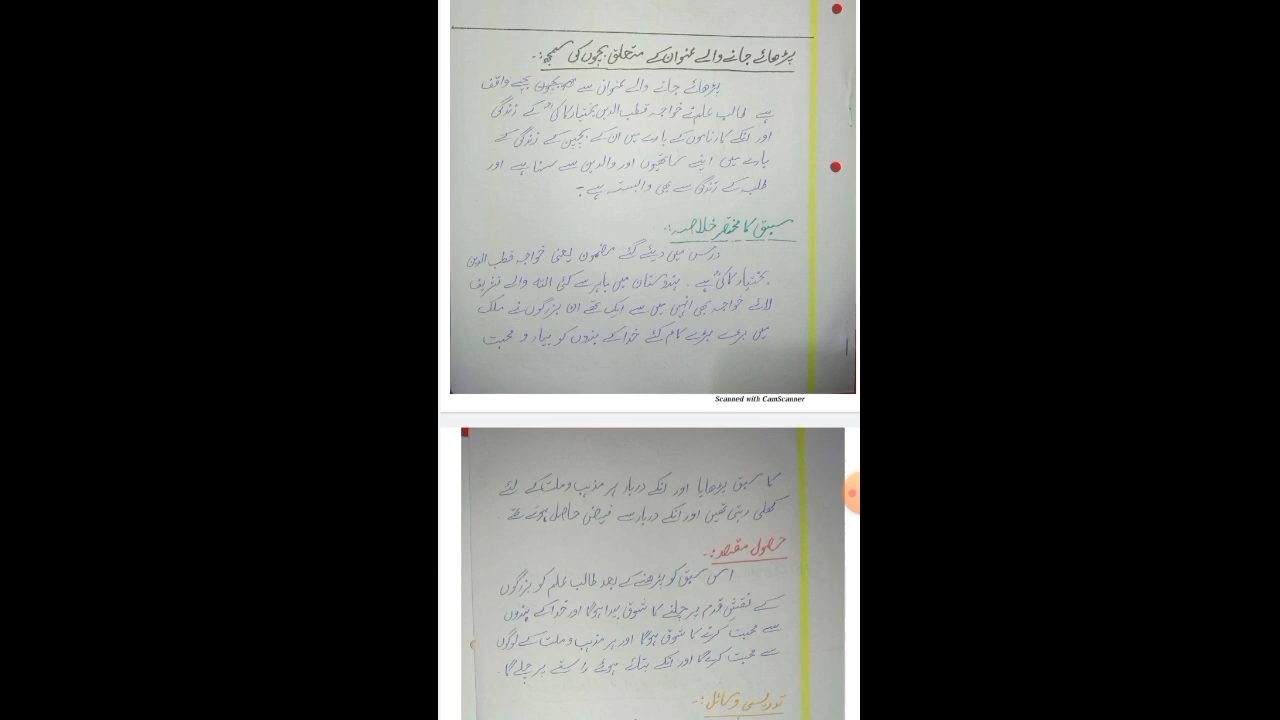 پڑھائے جانے والے عنوان کے متعلق بچوں کی سمجھ:۔
پڑھائے جانے والے عنوان سے بچے واقف
ہے طالب علم نے خواجہ قطب الدین بختیار کاکیؒ کے زندگی
اور انکے کارناموں کے بارے میں ان کے بچپن کے زندگی کے
بارے میں اپنے ساتھیوں اور والدین سے سنا ہے اور
طلبہ کے زندگی سے بھی وابستہ ہے۔
سبق کا مختصر خلاصہ:۔
درس میں دیئے گئے مضمون یعنی خواجہ قطب الدین
بختیار کاکیؒ ہے۔ ہندوستان میں باہر سے کئی اللہ والے تشریف
لائے خواجہ بھی انہیں میں سے ایک تھے ان بزرگوں نے ملک
میں بڑے بڑے کام کئے خدا کے بندوں کو پیار و محبت
Scanned with CamScanner
کا سبق پڑھایا اور انکے دربار ہر مذہب و ملت کے لئے
کھلی رہتی تھیں اور انکے دربار سے فیض حاصل ہوتے تھے۔
حصول مقصد:۔
اس سبق کو پڑھنے کے بعد طالب علم کو بزرگوں
کے نقشِ قدم پر چلنے کا شوق پیدا ہوگا اور خدا کے بندوں
سے محبت کرنے کا شوق ہوگا اور ہر مذہب و ملت کے لوگوں
سے محبت کرے گا اور انکے بتائے ہوئے راستے پر چلے گا۔
تدریسی وسائل:۔